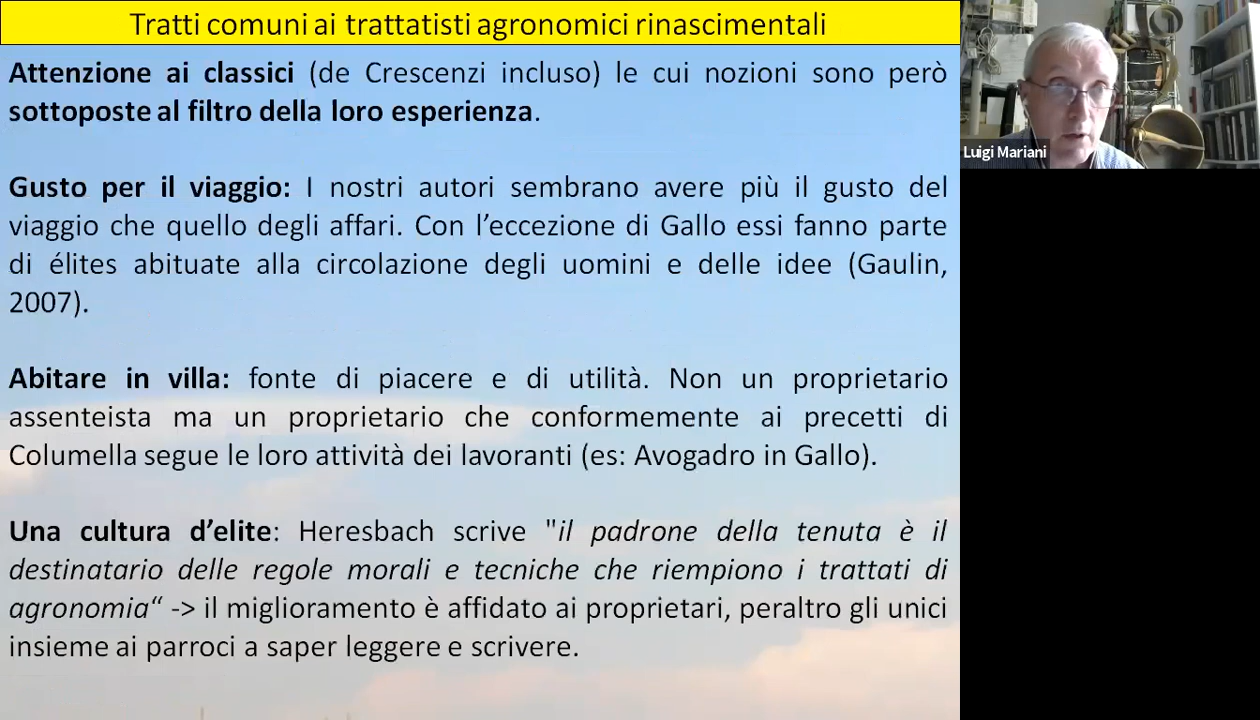 Tratti comuni ai trattatisti agronomici rinascimentali
Attenzione ai classici (de Crescenzi incluso) le cui nozioni sono però
sottoposte al filtro della loro esperienza.
Gusto per il viaggio: I nostri autori sembrano avere più il gusto del
viaggio che quello degli affari. Con l’eccezione di Gallo essi fanno parte
di élites abituate alla circolazione degli uomini e delle idee (Gaulin,
2007).
Abitare in villa: fonte di piacere e di utilità. Non un proprietario
assenteista ma un proprietario che conformemente ai precetti di
Columella segue le loro attività dei lavoranti (es: Avogadro in Gallo).
Una cultura d’elite: Heresbach scrive "il padrone della tenuta è il
destinatario delle regole morali e tecniche che riempiono i trattati di
agronomia“ -> il miglioramento è affidato ai proprietari, peraltro gli unici
insieme ai parroci a saper leggere e scrivere.
Luigi Mariani